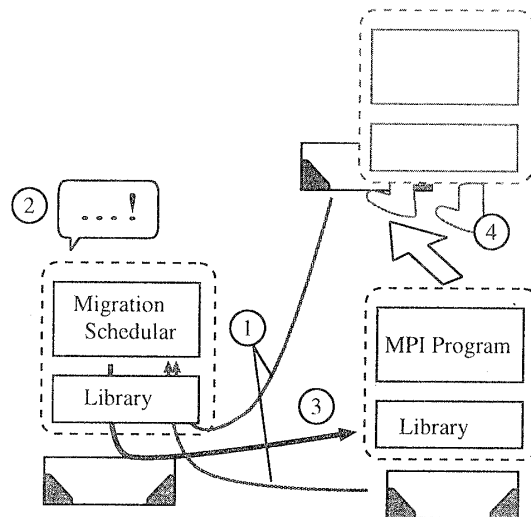 2
....!
4
Migration
Schedular
1
MPI Program
Library
3
Library